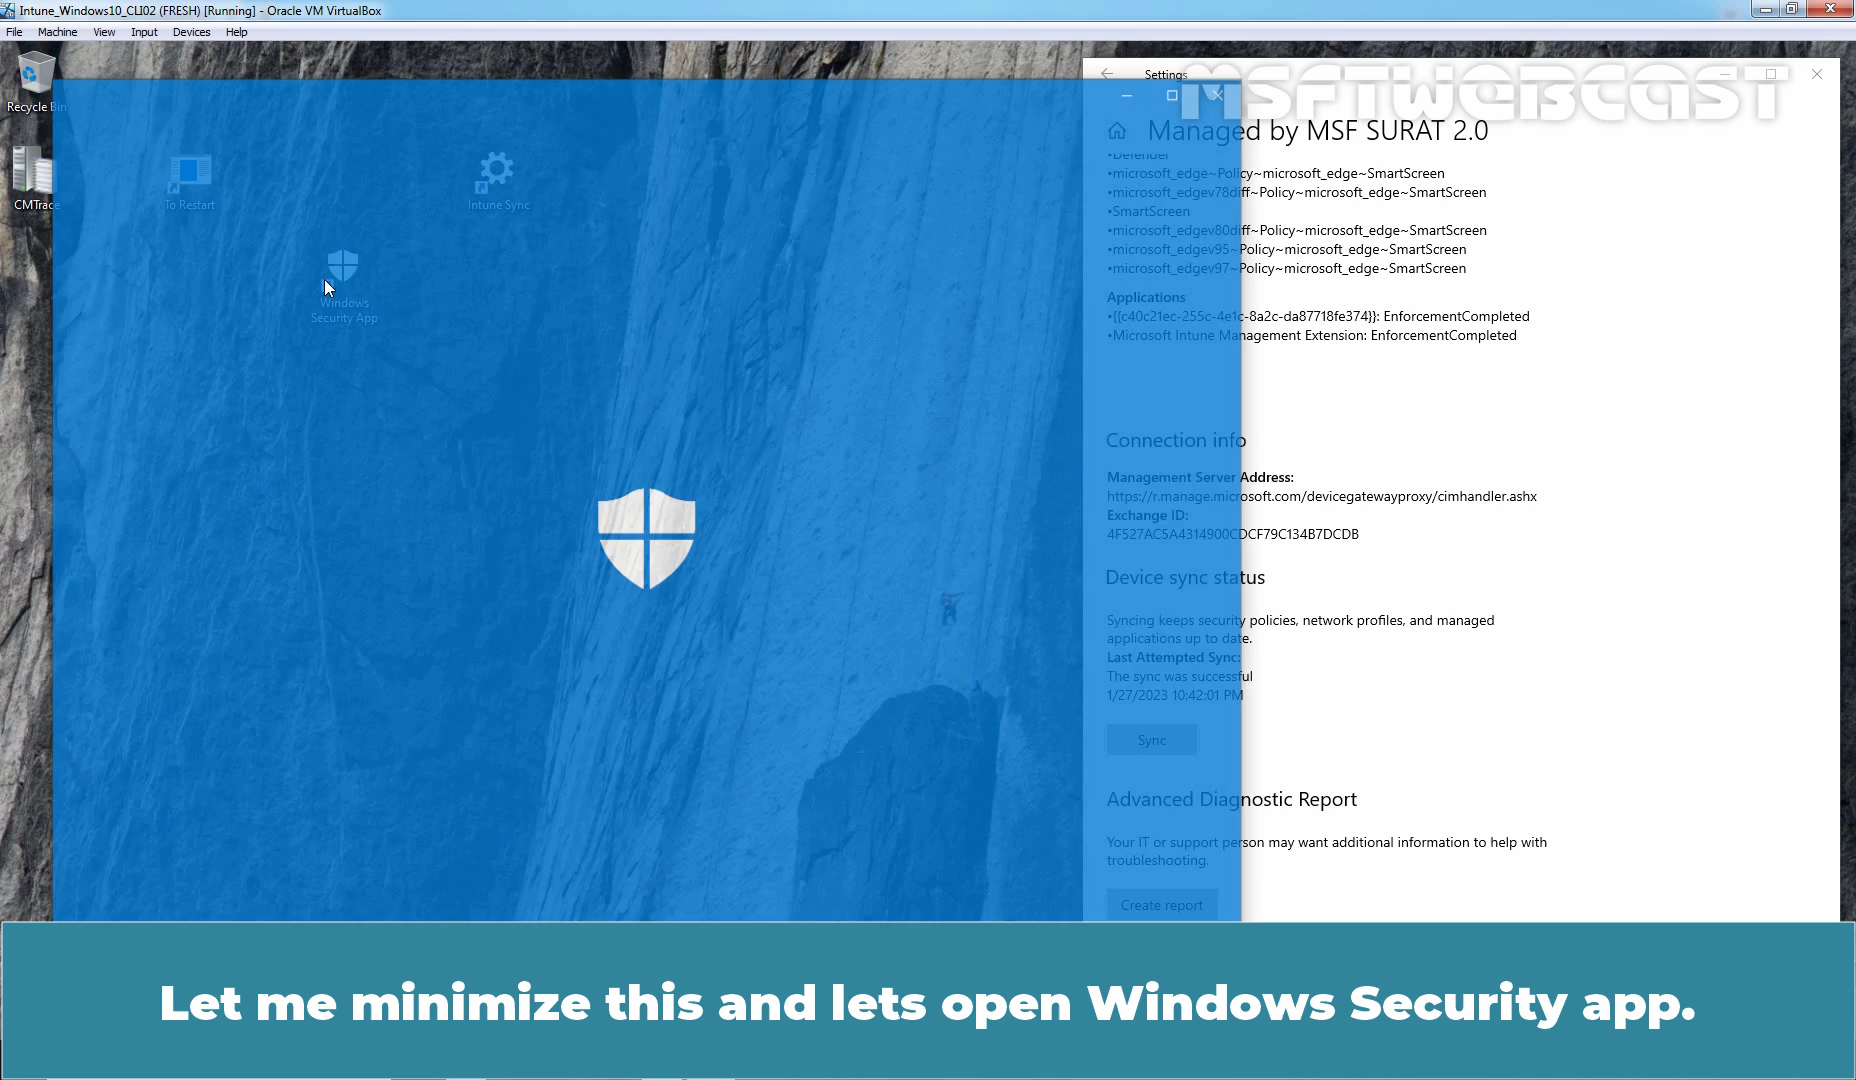 Intune_Windows10_CLI02 (FRESH) [Running] - Oracle VM VirtualBox
File Machine View Input Devices Help
Recycle Bin
CMTrace
To Restart
Intune Sync
Windows
Security App
Settings
MSFTWEBCAST
Managed by MSF SURAT 2.0
•Defender
•microsoft_edge~Policy~microsoft_edge~SmartScreen
•microsoft_edgev78diff~Policy~microsoft_edge~SmartScreen
•SmartScreen
•microsoft_edgev80diff~Policy~microsoft_edge~SmartScreen
•microsoft_edgev95~Policy~microsoft_edge~SmartScreen
•microsoft_edgev97~Policy~microsoft_edge~SmartScreen
Applications
•{{c40c21ec-255c-4e1c-8a2c-da87718fe374}}: EnforcementCompleted
•Microsoft Intune Management Extension: EnforcementCompleted
Connection info
Management Server Address:
https://r.manage.microsoft.com/devicegatewayproxy/cimhandler.ashx
Exchange ID:
4F527AC5A4314900CDCF79C134B7DCDB
Device sync status
Syncing keeps security policies, network profiles, and managed
applications up to date.
Last Attempted Sync:
The sync was successful
1/27/2023 10:42:01 PM
Sync
Advanced Diagnostic Report
Your IT or support person may want additional information to help with
troubleshooting.
Create report
Let me minimize this and lets open Windows Security app.